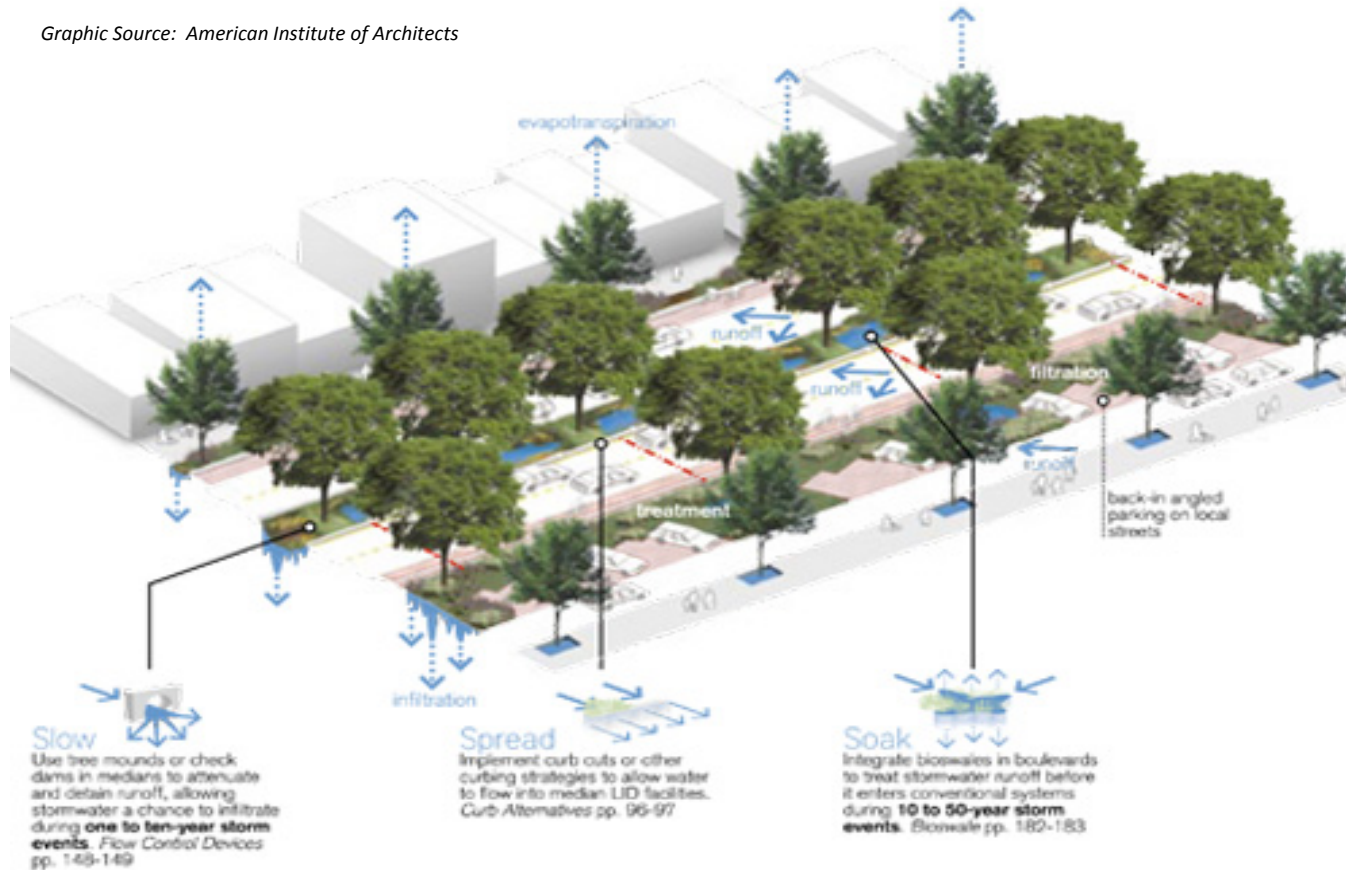 Graphic Source: American Institute of Architects
evapotranspiration
runoff
runoff
filtration
runoff
treatment
back-in angled
parking on local
streets
infiltration
Slow
Use tree mounds or check
dams in medians to attenuate
and detain runoff, allowing
stormwater a chance to infiltrate
during one to ten-year storm
events. Flow Control Devices
pp. 148-149
Spread
Implement curb cuts or other
curbing strategies to allow water
to flow into median LID facilities.
Curb Alternatives pp. 96-97
Soak
Integrate bioswales in boulevards
to treat stormwater runoff before
it enters conventional systems
during 10 to 50-year storm
events. Bioswale pp. 182-183